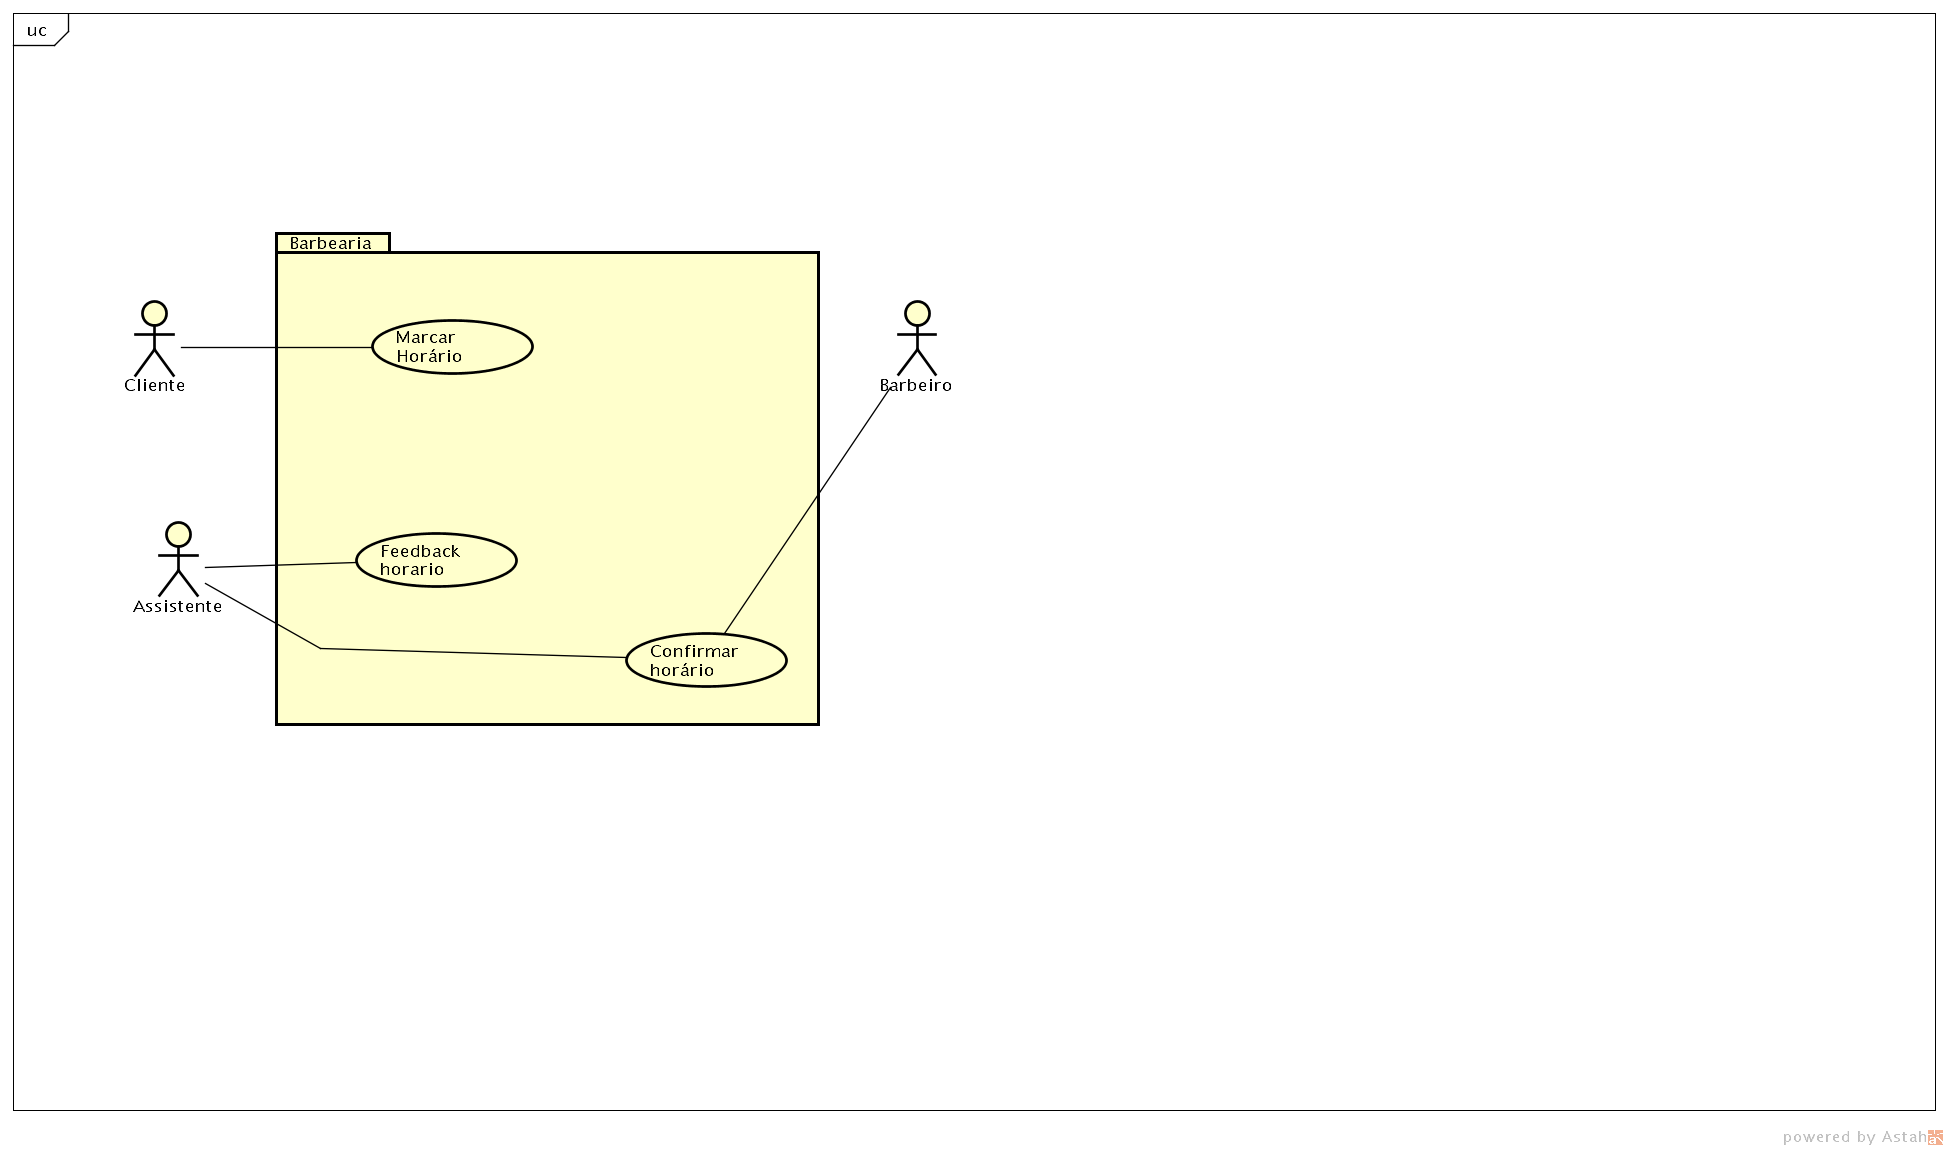 uc
Barbearia
Marcar
Horário
Cliente
Barbeiro
Feedback
horario
Assistente
Confirmar
horário
powered by Astah